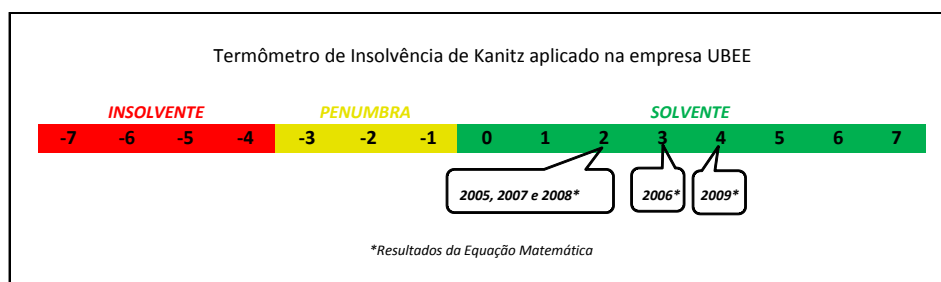 Termômetro de Insolvência de Kanitz aplicado na empresa UBEE
INSOLVENTE PENUMBRA SOLVENTE
-7 -6 -5 -4 -3 -2 -1 0 1 2 3 4 5 6 7
2005, 2007 e 2008* 2006* 2009*
*Resultados da Equação Matemática